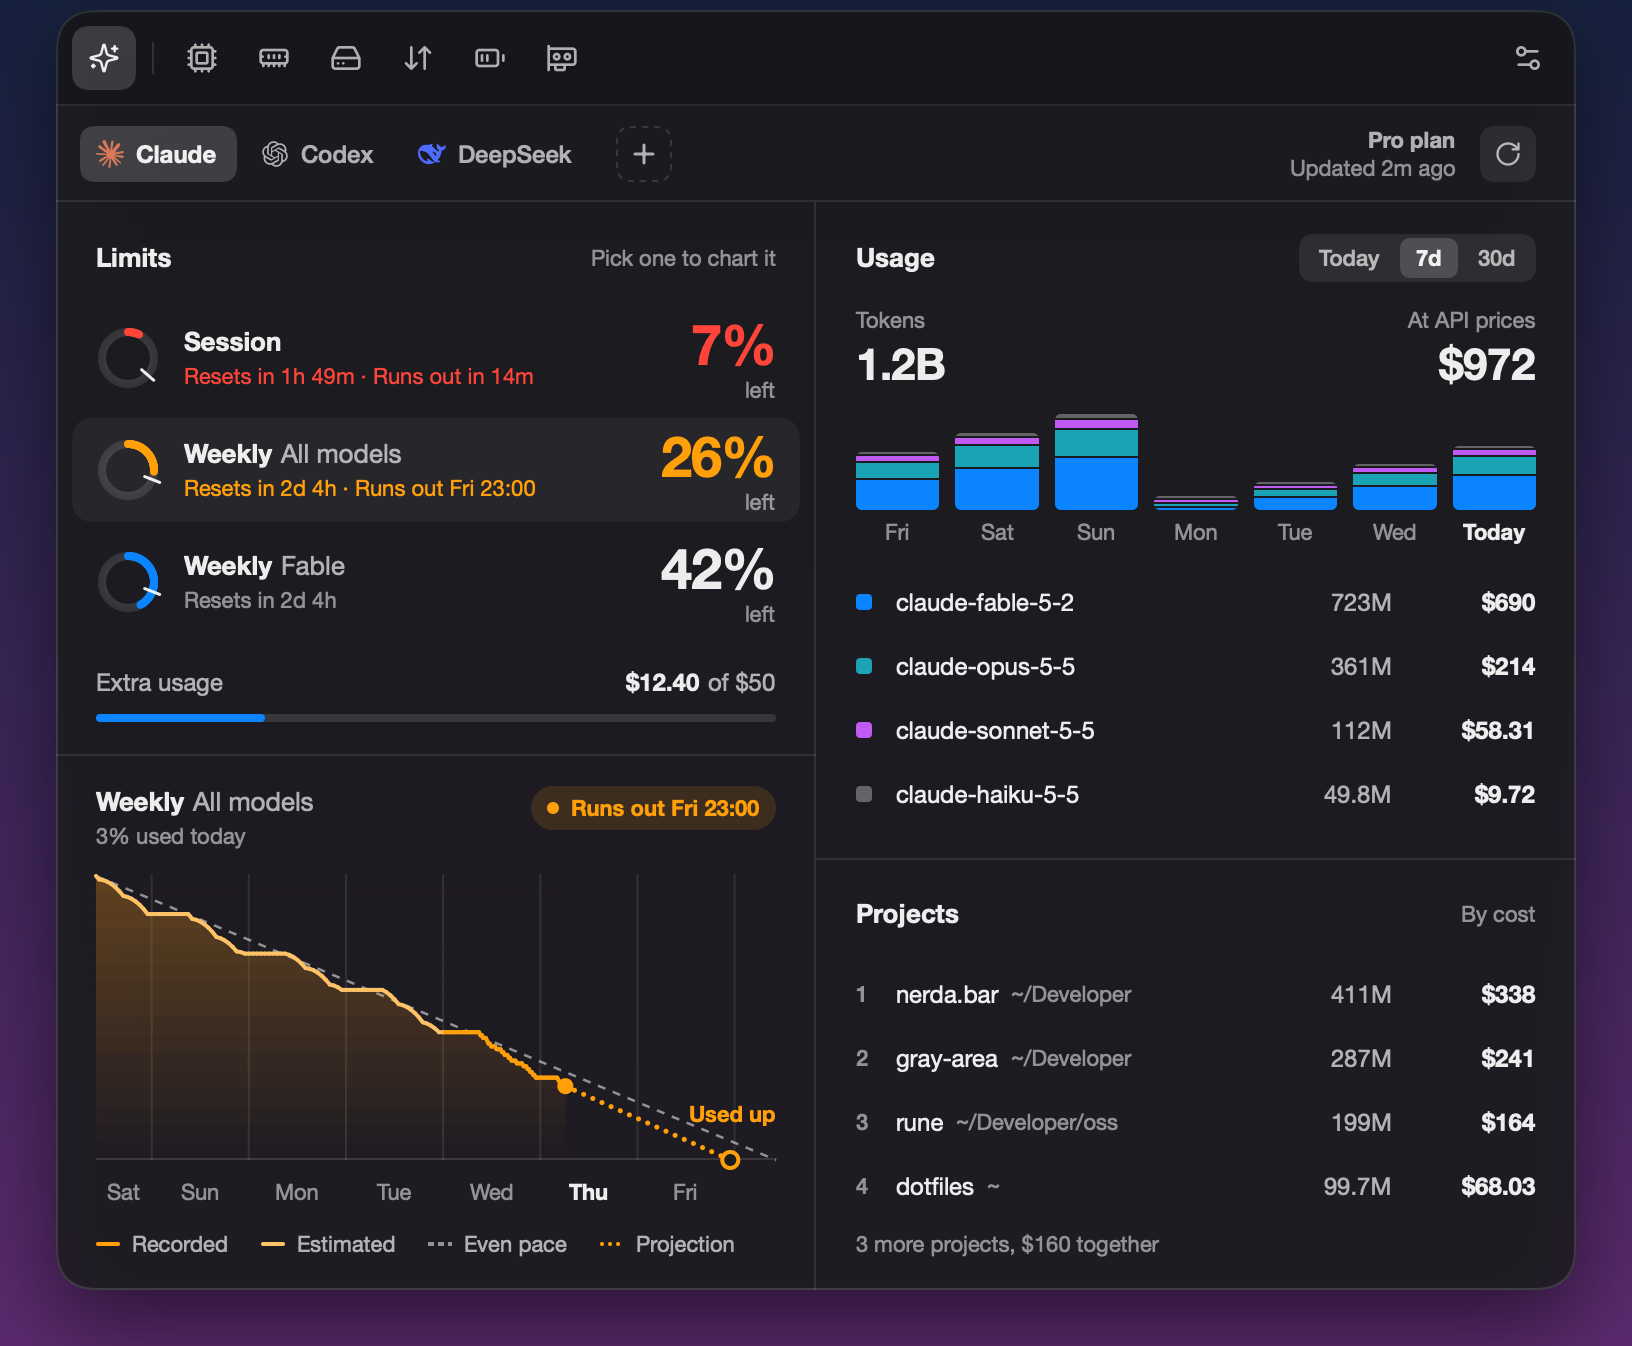 Claude
Codex
DeepSeek
Pro plan
Updated 2m ago
Limits
Pick one to chart it
Session
Resets in 1h 49m · Runs out in 14m
7%
left
Weekly All models
Resets in 2d 4h · Runs out Fri 23:00
26%
left
Weekly Fable
Resets in 2d 4h
42%
left
Extra usage
$12.40 of $50
Weekly All models
3% used today
Runs out Fri 23:00
Used up
Sat Sun Mon Tue Wed Thu Fri
Recorded Estimated Even pace Projection
Usage
Today 7d 30d
Tokens
1.2B
At API prices
$972
Fri Sat Sun Mon Tue Wed Today
claude-fable-5-2 723M $690
claude-opus-5-5 361M $214
claude-sonnet-5-5 112M $58.31
claude-haiku-5-5 49.8M $9.72
Projects
By cost
1 nerda.bar ~/Developer 411M $338
2 gray-area ~/Developer 287M $241
3 rune ~/Developer/oss 199M $164
4 dotfiles ~ 99.7M $68.03
3 more projects, $160 together